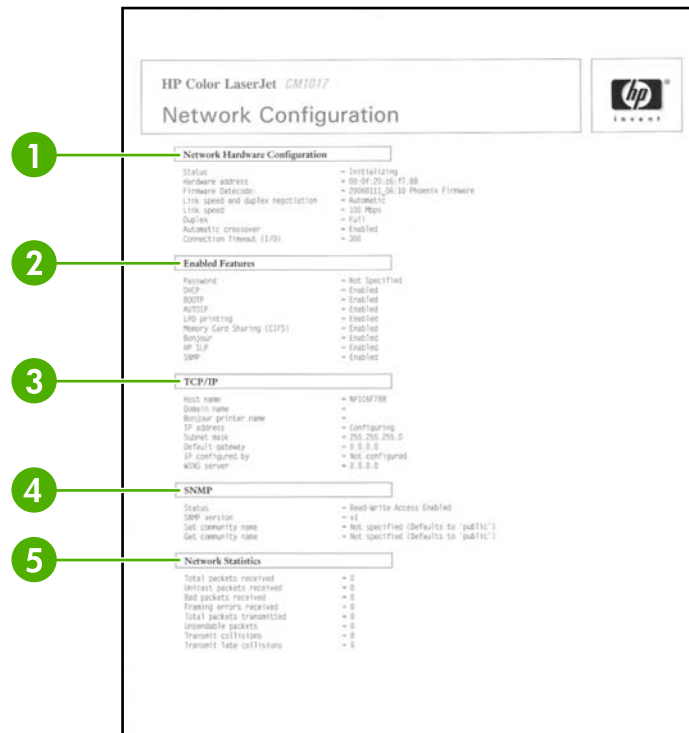 HP Color LaserJet CM1017
Network Configuration
hp
invent
1
Network Hardware Configuration
Status = Initializing
Hardware address
Firmware Datecode: = 20060111_06:10 Phoenix Firmware
Link speed and duplex negotiation = Automatic
Link speed = 100 Mbps
Duplex = Full
Automatic crossover = Enabled
Connection Timeout (I/O) = 300
2
Enabled Features
Password = Not Specified
DHCP = Enabled
BOOTP = Enabled
AUTOIP = Enabled
LPD printing = Enabled
Memory Card Sharing (CIFS) = Enabled
Bonjour = Enabled
HP SLP = Enabled
SNMP = Enabled
3
TCP/IP
Host name = NPIC6F788
Domain name =
Bonjour printer name =
IP address = Configuring
Subnet mask = 255.255.255.0
Default gateway = 0.0.0.0
IP configured by = Not configured
WINS server = 0.0.0.0
4
SNMP
Status = Read-Write Access Enabled
SNMP version = v1
Set community name = Not specified (Defaults to 'public')
Get community name = Not specified (Defaults to 'public')
5
Network Statistics
Total packets received = 0
Unicast packets received = 0
Bad packets received = 0
Framing errors received = 0
Total packets transmitted = 0
Unsendable packets = 0
Transmit collisions = 0
Transmit late collisions = 0